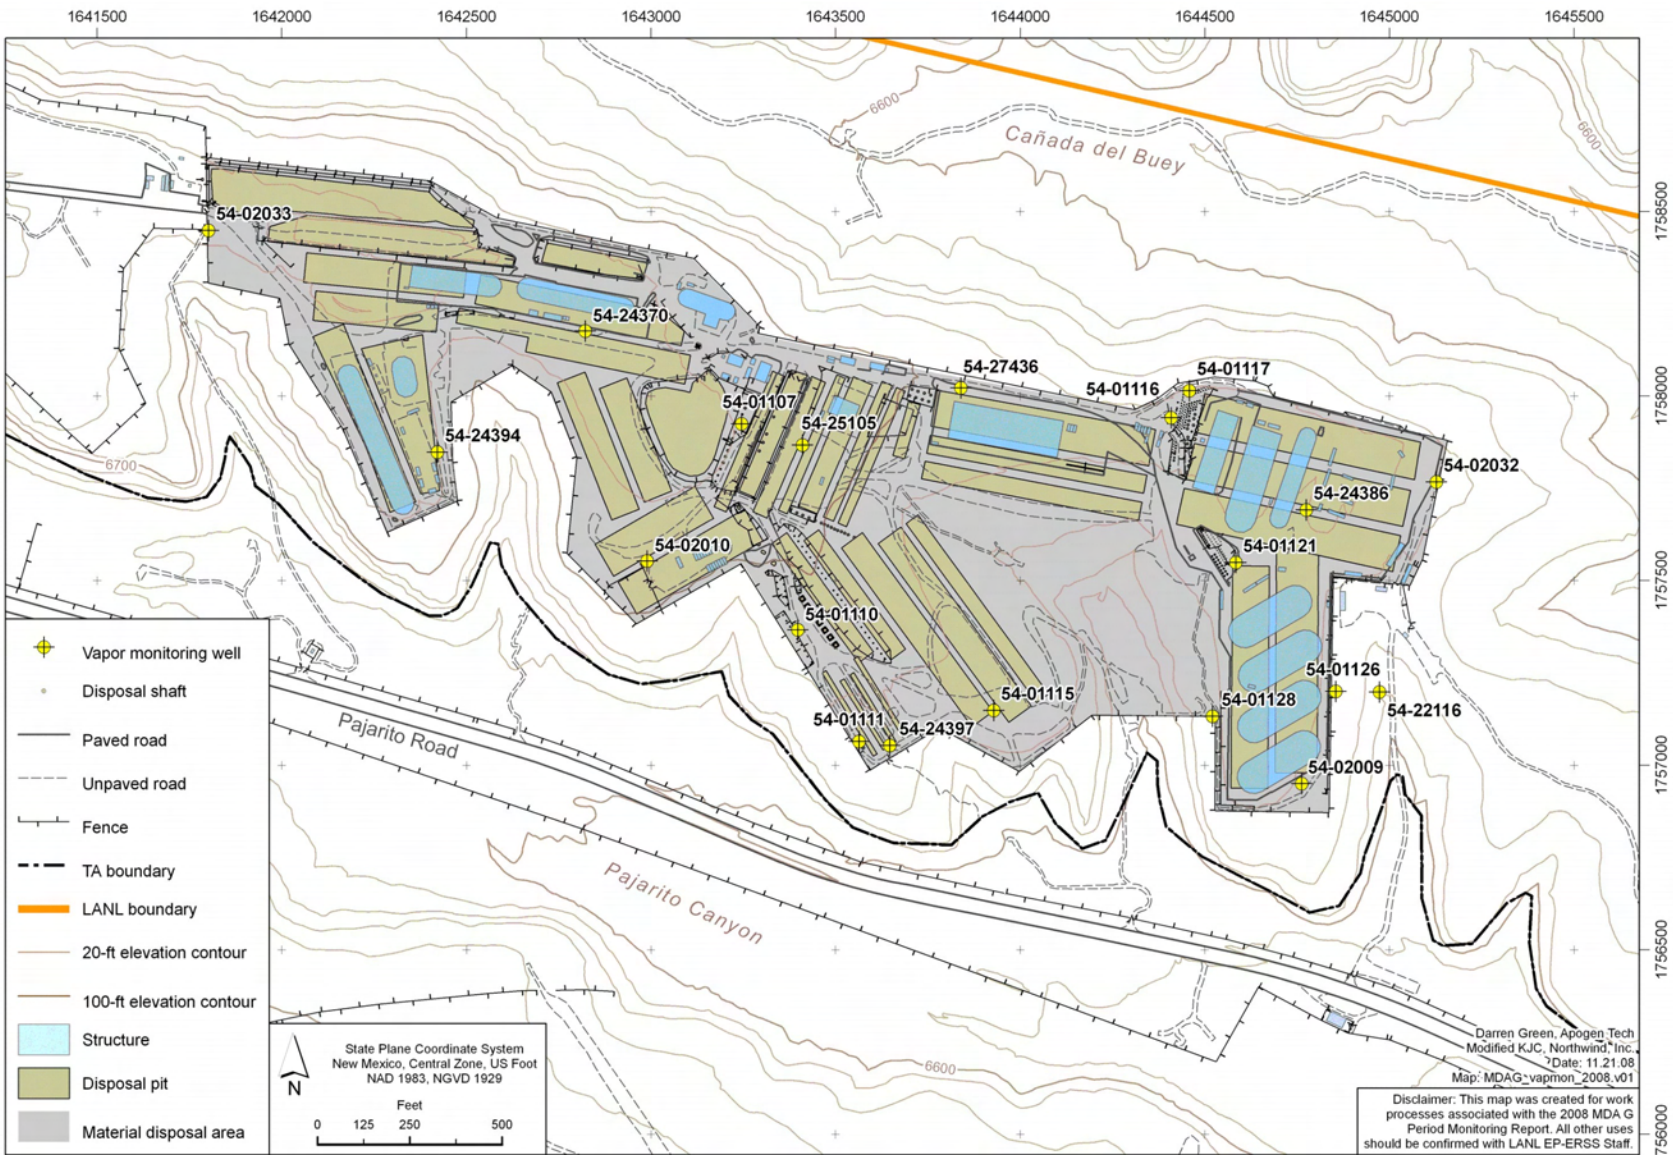 1641500 1642000 1642500 1643000 1643500 1644000 1644500 1645000 1645500
6600
Cañada del Buey
6600
1758500
54-02033
54-24370
54-27436
54-01117
54-01116
1758000
54-01107
54-25105
54-24394
54-02032
6700
54-24386
54-02010
54-01121
1757500
54-01110
54-01126
54-01115
54-01128
54-22116
54-01111
54-24397
Pajarito Road
54-02009
1757000
Pajarito Canyon
1756500
6600
1756000
Vapor monitoring well
Disposal shaft
Paved road
Unpaved road
Fence
TA boundary
LANL boundary
20-ft elevation contour
100-ft elevation contour
Structure
Disposal pit
Material disposal area
N
State Plane Coordinate System
New Mexico, Central Zone, US Foot
NAD 1983, NGVD 1929
Feet
0 125 250 500
Darren Green, Apogen Tech
Modified KJC, Northwind, Inc.
Date: 11.21.08
Map: MDAG_vapmon_2008.v01
Disclaimer: This map was created for work
processes associated with the 2008 MDA G
Period Monitoring Report. All other uses
should be confirmed with LANL EP-ERSS Staff.